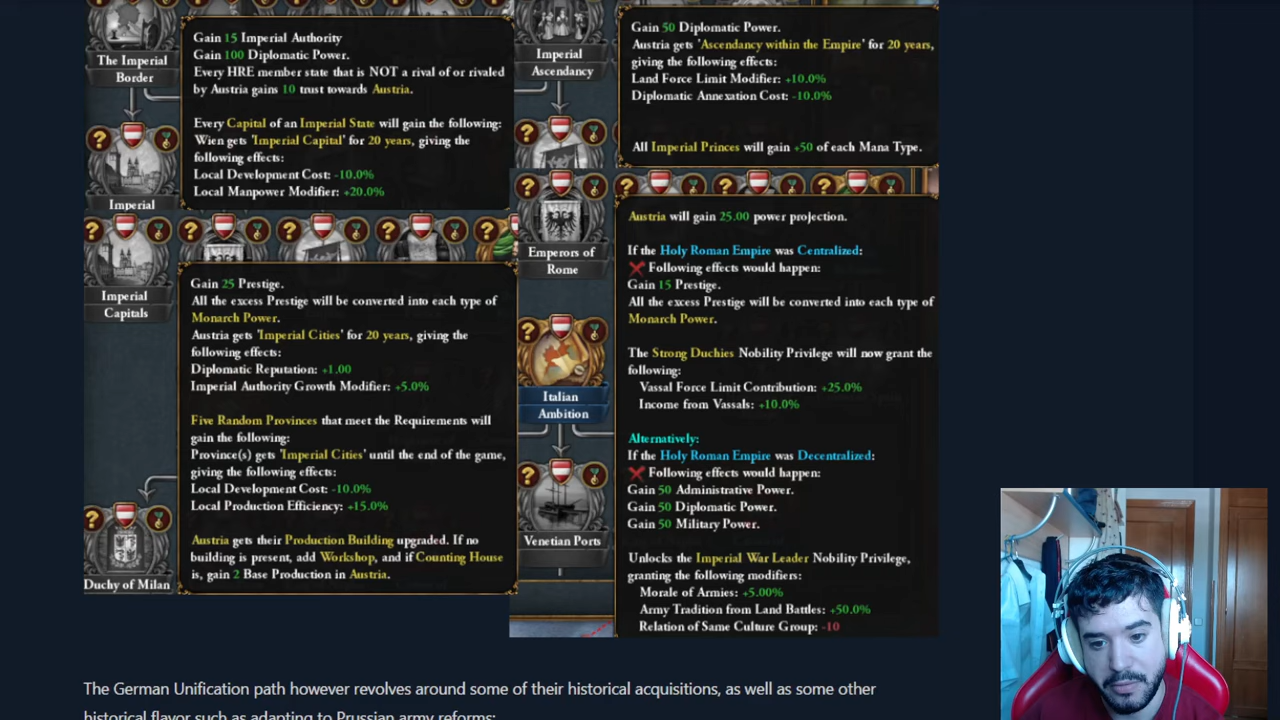 The Imperial
Border
Gain 15 Imperial Authority
Gain 100 Diplomatic Power.
Every HRE member state that is NOT a rival of or rivaled
by Austria gains 10 trust towards Austria.
Every Capital of an Imperial State will gain the following:
Wien gets 'Imperial Capital' for 20 years, giving the
following effects:
Local Development Cost: -10.0%
Local Manpower Modifier: +20.0%
Imperial
Imperial
Capitals
Gain 25 Prestige.
All the excess Prestige will be converted into each type of
Monarch Power.
Austria gets 'Imperial Cities' for 20 years, giving the
following effects:
Diplomatic Reputation: +1.00
Imperial Authority Growth Modifier: +5.0%
Five Random Provinces that meet the Requirements will
gain the following:
Province(s) gets 'Imperial Cities' until the end of the game,
giving the following effects:
Local Development Cost: -10.0%
Local Production Efficiency: +15.0%
Austria gets their Production Building upgraded. If no
building is present, add Workshop, and if Counting House
is, gain 2 Base Production in Austria.
Duchy of Milan
Imperial
Ascendancy
Gain 50 Diplomatic Power.
Austria gets 'Ascendancy within the Empire' for 20 years,
giving the following effects:
Land Force Limit Modifier: +10.0%
Diplomatic Annexation Cost: -10.0%
All Imperial Princes will gain +50 of each Mana Type.
Emperors of
Rome
Austria will gain 25.00 power projection.
If the Holy Roman Empire was Centralized:
Following effects would happen:
Gain 15 Prestige.
All the excess Prestige will be converted into each type of
Monarch Power.
The Strong Duchies Nobility Privilege will now grant the
following:
Vassal Force Limit Contribution: +25.0%
Income from Vassals: +10.0%
Italian
Ambition
Alternatively:
If the Holy Roman Empire was Decentralized:
Following effects would happen:
Gain 50 Administrative Power.
Gain 50 Diplomatic Power.
Gain 50 Military Power.
Venetian Ports
Unlocks the Imperial War Leader Nobility Privilege,
granting the following modifiers:
Morale of Armies: +5.00%
Army Tradition from Land Battles: +50.0%
Relation of Same Culture Group: -10
The German Unification path however revolves around some of their historical acquisitions, as well as some other
historical flavor such as adapting to Prussian army reforms: